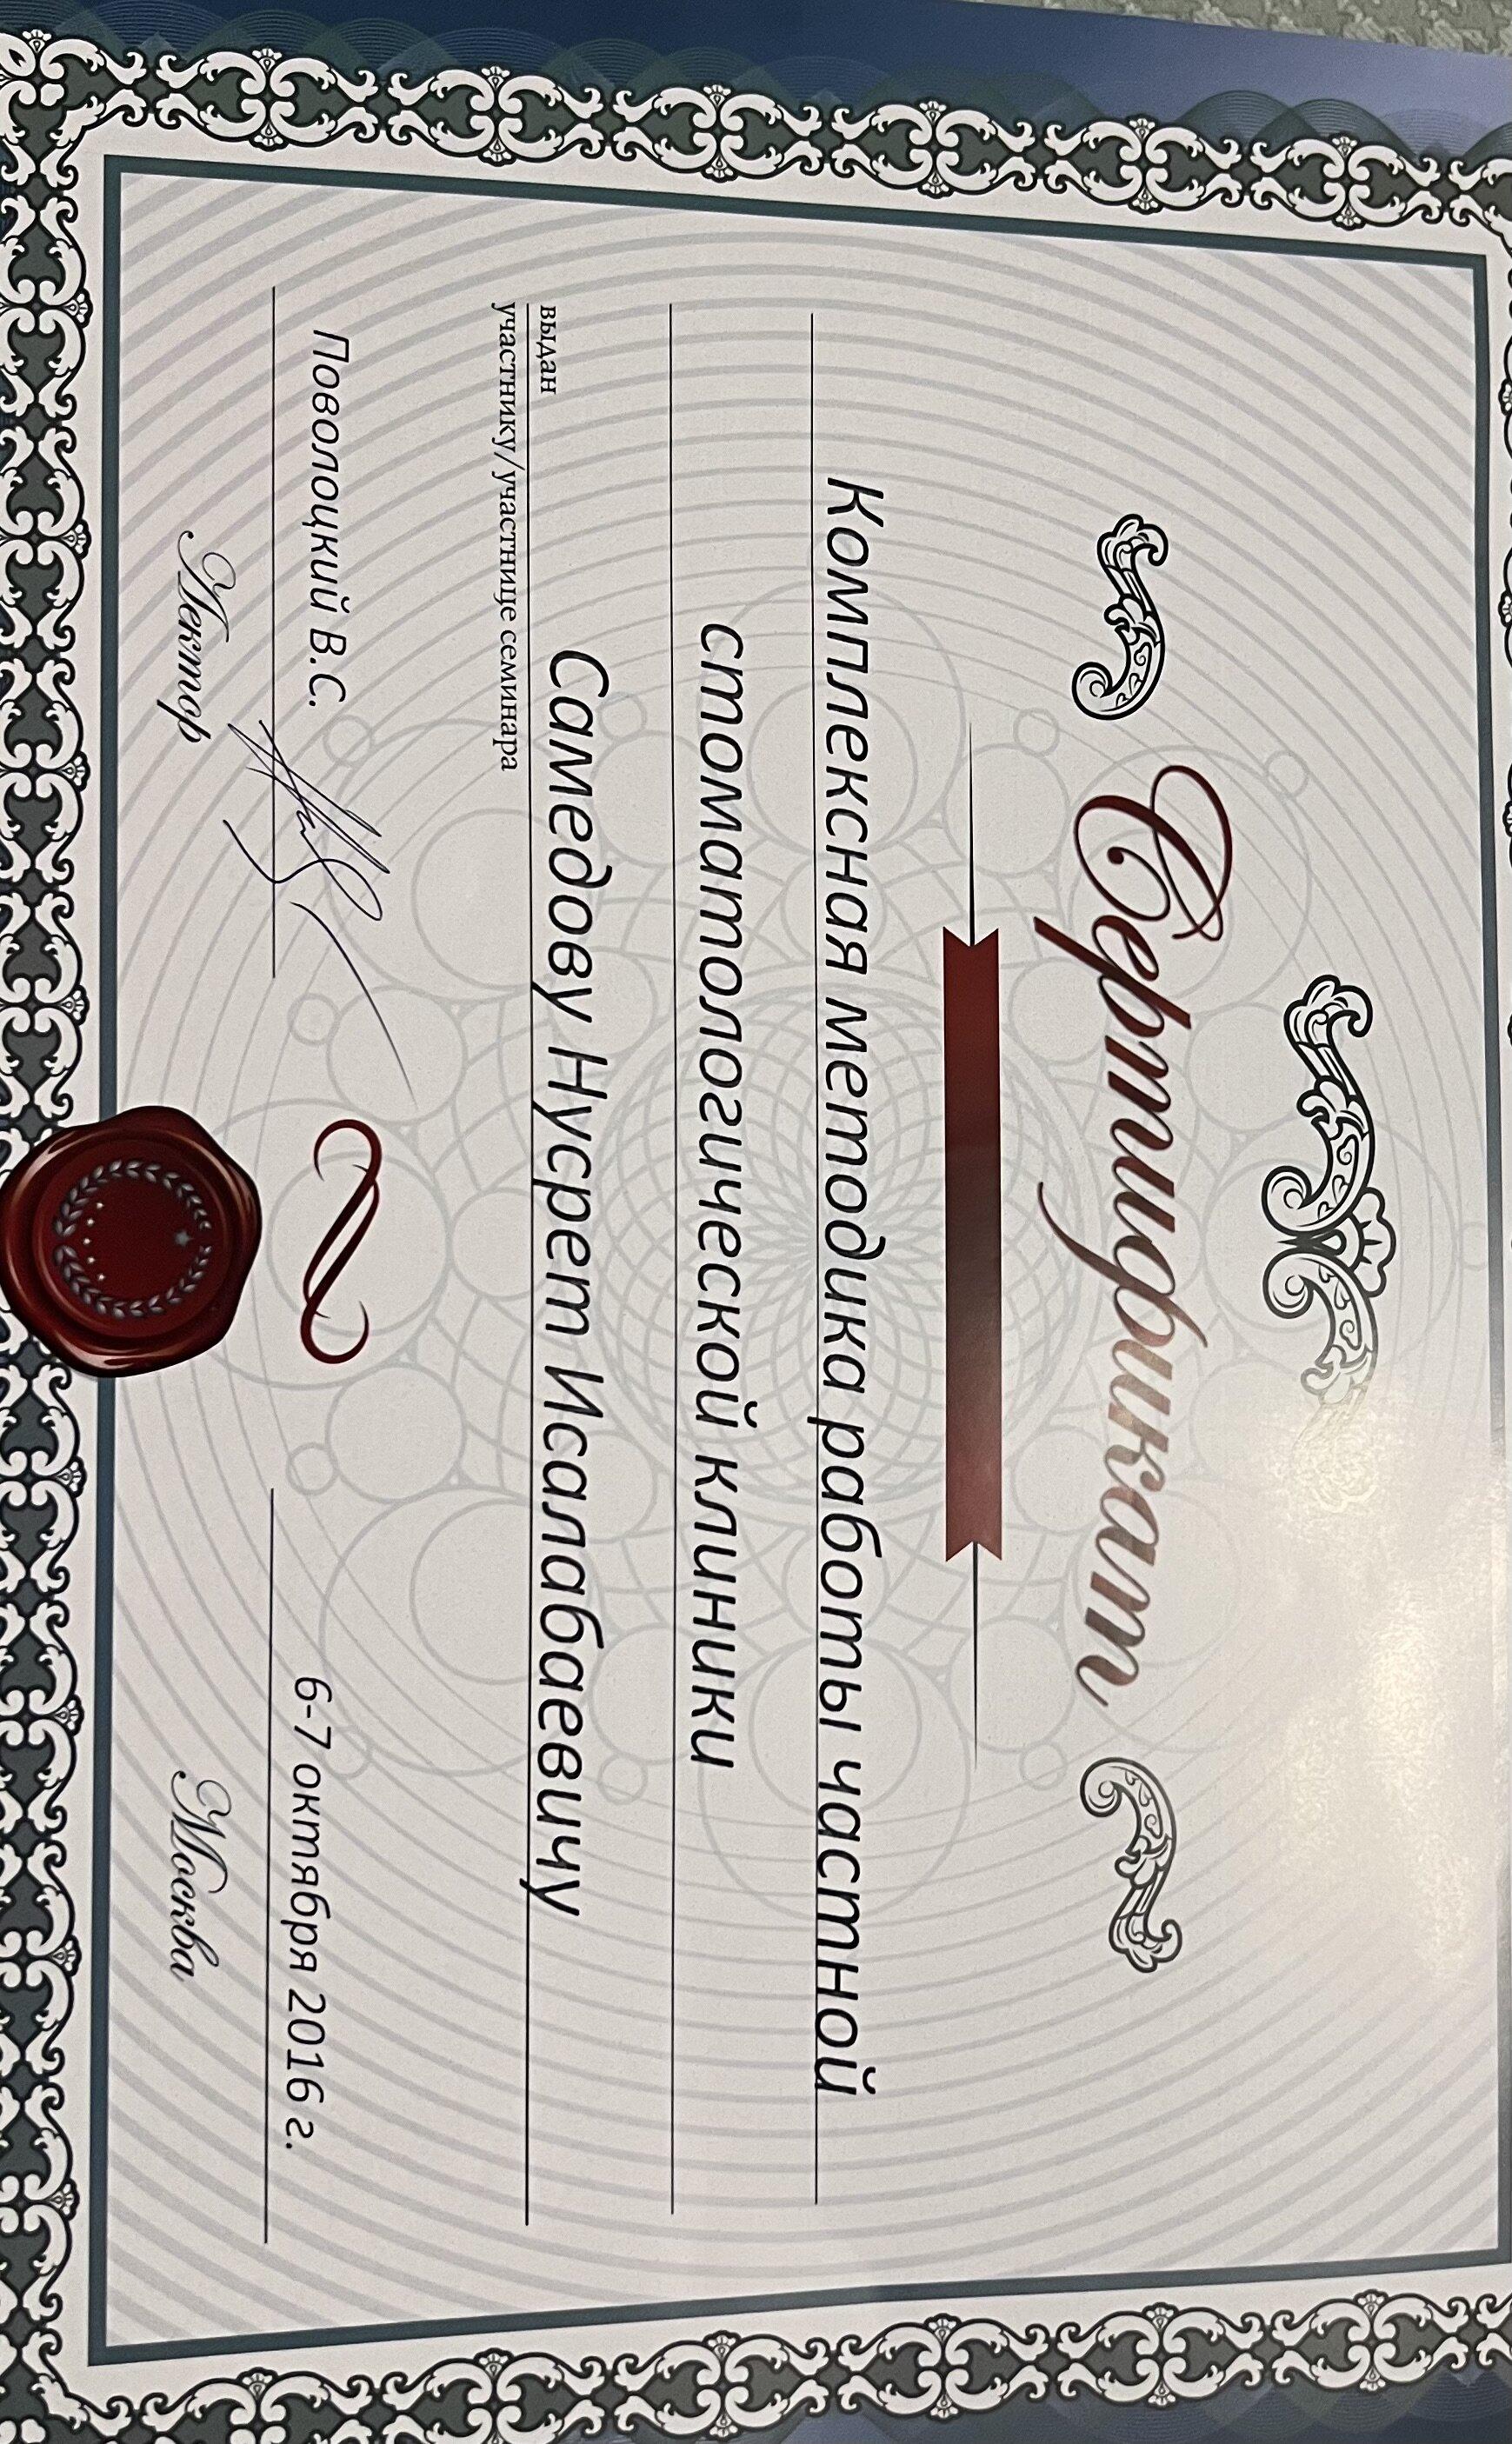 Сертификат
Комплексная методика работы частной
стоматологической клиники
выдан
Самедову Нусрет Исалабаевичу
участнику/участнице семинара
Поволоцкий В.С.
6-7 октября 2016 г.
Лектор
Москва